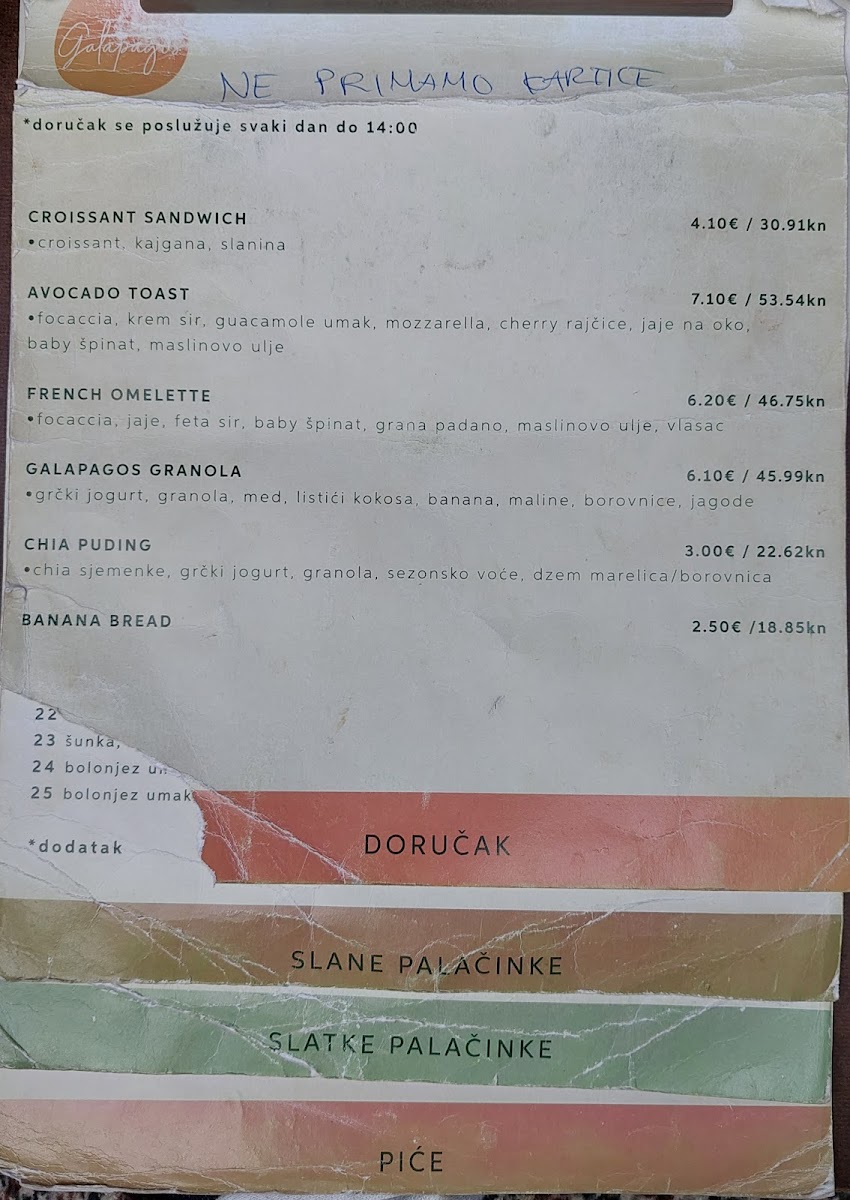 Galapagos
NE PRIMAMO KARTICE
*doručak se poslužuje svaki dan do 14:00
CROISSANT SANDWICH 4.10€ / 30.91kn
•croissant, kajgana, slanina
AVOCADO TOAST 7.10€ / 53.54kn
•focaccia, krem sir, guacamole umak, mozzarella, cherry rajčice, jaje na oko,
baby špinat, maslinovo ulje
FRENCH OMELETTE 6.20€ / 46.75kn
•focaccia, jaje, feta sir, baby špinat, grana padano, maslinovo ulje, vlasac
GALAPAGOS GRANOLA 6.10€ / 45.99kn
•grčki jogurt, granola, med, listići kokosa, banana, maline, borovnice, jagode
CHIA PUDING 3.00€ / 22.62kn
•chia sjemenke, grčki jogurt, granola, sezonsko voće, dzem marelica/borovnica
BANANA BREAD 2.50€ /18.85kn
22
23 šunka,
24 bolonjez
25 bolonjez umak
*dodatak
DORUČAK
SLANE PALAČINKE
SLATKE PALAČINKE
PIĆE